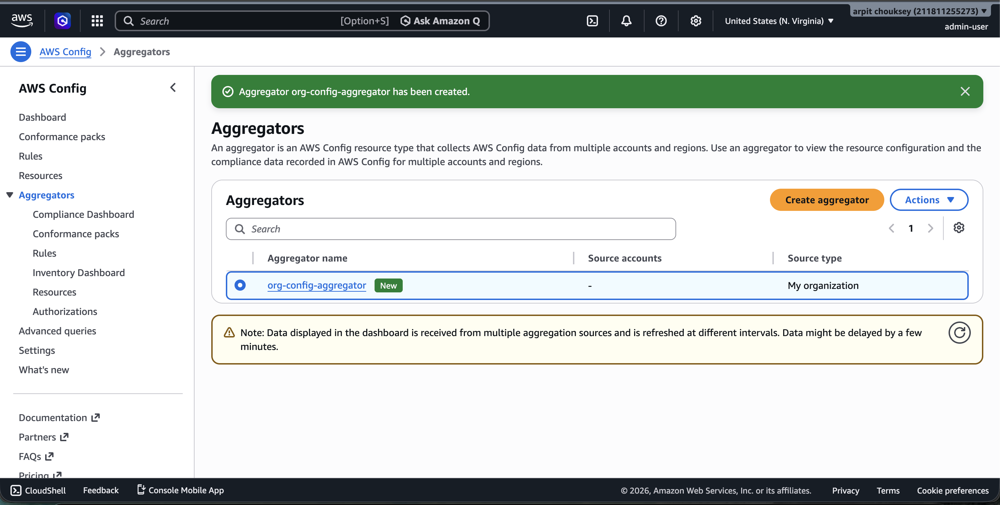 aws
Search
[Option+S]
Ask Amazon Q
United States (N. Virginia)
arpit chouksey (211811255273)
admin-user
AWS Config
Aggregators
AWS Config
Dashboard
Conformance packs
Rules
Resources
Aggregators
Compliance Dashboard
Conformance packs
Rules
Inventory Dashboard
Resources
Authorizations
Advanced queries
Settings
What's new
Documentation
Partners
FAQs
Pricing
Aggregator org-config-aggregator has been created.
Aggregators
An aggregator is an AWS Config resource type that collects AWS Config data from multiple accounts and regions. Use an aggregator to view the resource configuration and the
compliance data recorded in AWS Config for multiple accounts and regions.
Aggregators
Create aggregator
Actions
Search
1
Aggregator name
Source accounts
Source type
org-config-aggregator
New
-
My organization
Note: Data displayed in the dashboard is received from multiple aggregation sources and is refreshed at different intervals. Data might be delayed by a few
minutes.
CloudShell
Feedback
Console Mobile App
© 2026, Amazon Web Services, Inc. or its affiliates.
Privacy
Terms
Cookie preferences